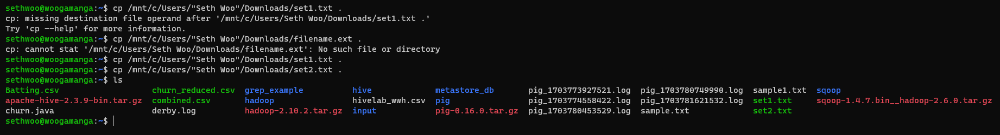 sethwoo@woogamanga:~$ cp /mnt/c/Users/"Seth Woo"/Downloads/set1.txt .
cp: missing destination file operand after '/mnt/c/Users/Seth Woo/Downloads/set1.txt .'
Try 'cp --help' for more information.
sethwoo@woogamanga:~$ cp /mnt/c/Users/"Seth Woo"/Downloads/filename.ext .
cp: cannot stat '/mnt/c/Users/Seth Woo/Downloads/filename.ext': No such file or directory
sethwoo@woogamanga:~$ cp /mnt/c/Users/"Seth Woo"/Downloads/set1.txt .
sethwoo@woogamanga:~$ cp /mnt/c/Users/"Seth Woo"/Downloads/set2.txt .
sethwoo@woogamanga:~$ ls
Batting.csv churn_reduced.csv grep_example hive metastore_db pig_1703773927521.log pig_1703780749990.log sample1.txt sqoop
apache-hive-2.3.9-bin.tar.gz combined.csv hadoop hivelab_wwh.csv pig pig_1703774558422.log pig_1703781621532.log set1.txt sqoop-1.4.7.bin__hadoop-2.6.0.tar.gz
churn.java derby.log hadoop-2.10.2.tar.gz input pig-0.16.0.tar.gz pig_1703780453529.log sample.txt set2.txt
sethwoo@woogamanga:~$